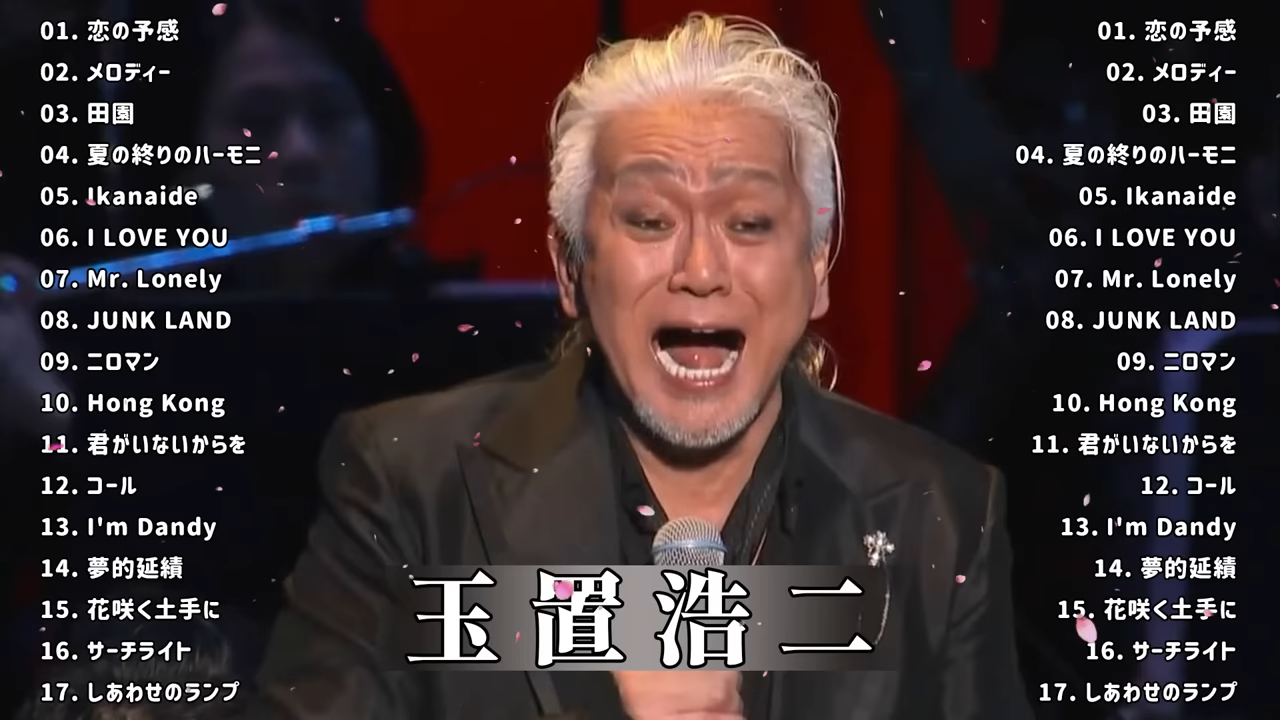 01. 恋の予感
02. メロディー
03. 田園
04. 夏の終りのハーモニ
05. Ikanaide
06. I LOVE YOU
07. Mr. Lonely
08. JUNK LAND
09. ニロマン
10. Hong Kong
11. 君がいないからを
12. コール
13. I'm Dandy
14. 夢的延績
15. 花咲く土手に
16. サーチライト
17. しあわせのランプ
01. 恋の予感
02. メロディー
03. 田園
04. 夏の終りのハーモニ
05. Ikanaide
06. I LOVE YOU
07. Mr. Lonely
08. JUNK LAND
09. ニロマン
10. Hong Kong
11. 君がいないからを
12. コール
13. I'm Dandy
14. 夢的延績
15. 花咲く土手に
16. サーチライト
17. しあわせのランプ
玉置浩二